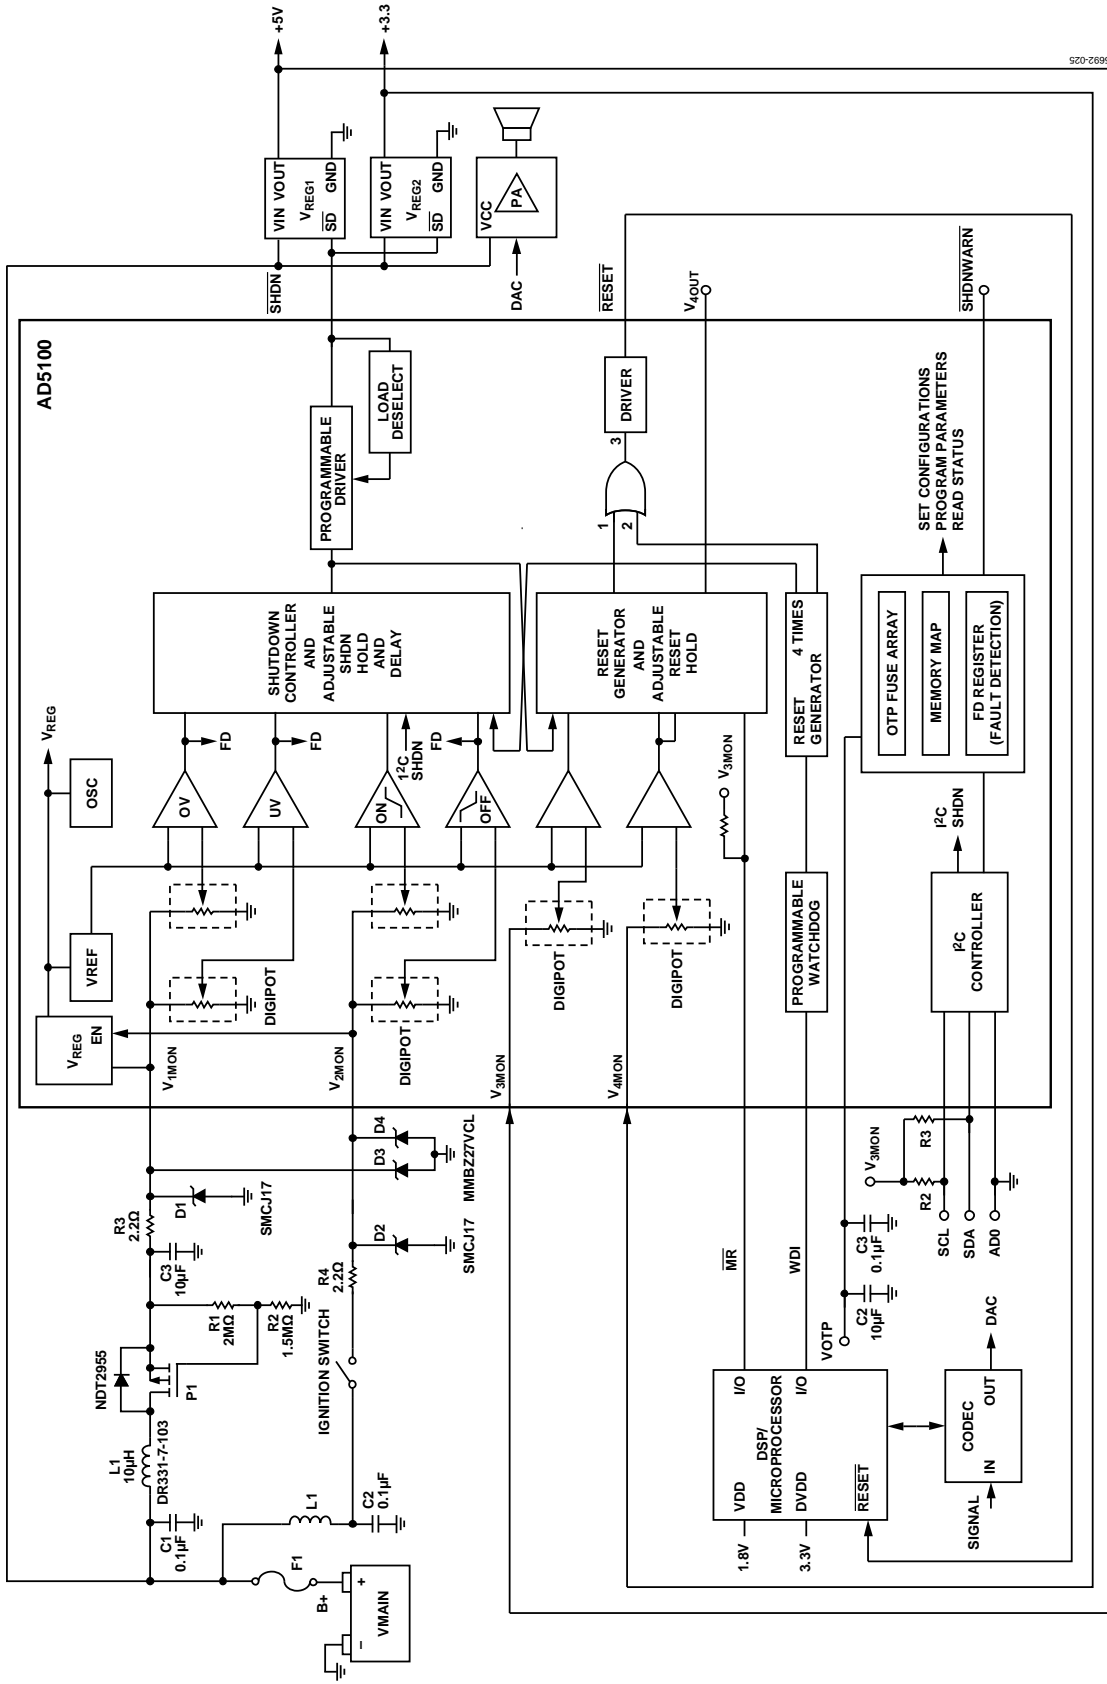 AD5100
V_REG
EN
VREF
OSC
V_REG
L1
10µH
DR331-7-103
C1
0.1µF
NDT2955
P1
R1
2MΩ
R2
1.5MΩ
C3
10µF
R3
2.2Ω
D1
SMCJ17
V1MON
DIGIPOT
OV
FD
UV
FD
SHUTDOWN
CONTROLLER
AND
ADJUSTABLE
SHDN
HOLD
AND
DELAY
PROGRAMMABLE
DRIVER
LOAD
DESELECT
SHDN
VIN VOUT
VREG1
SD GND
+5V
VIN VOUT
VREG2
SD GND
+3.3
VCC
PA
DAC
F1
B+
+
–
VMAIN
L1
C2
0.1µF
IGNITION SWITCH
R4
2.2Ω
D2
SMCJ17
D3
D4
MMBZ27VCL
V2MON
DIGIPOT
ON
1²C
SHDN
FD
OFF
V3MON
DIGIPOT
V4MON
DIGIPOT
RESET
GENERATOR
AND
ADJUSTABLE
RESET
HOLD
1
2
3
DRIVER
RESET
V4OUT
V3MON
MR
WDI
PROGRAMMABLE
WATCHDOG
RESET
GENERATOR
4 TIMES
1.8V
3.3V
VDD
DVDD
DSP/
MICROPROCESSOR
I/O
I/O
RESET
VOTP
C2
10µF
C3
0.1µF
V3MON
R2
R3
SCL
SDA
AD0
I²C
CONTROLLER
I²C
SHDN
OTP FUSE ARRAY
MEMORY MAP
FD REGISTER
(FAULT DETECTION)
SET CONFIGURATIONS
PROGRAM PARAMETERS
READ STATUS
SHDNWARN
SIGNAL
IN
CODEC
OUT
DAC